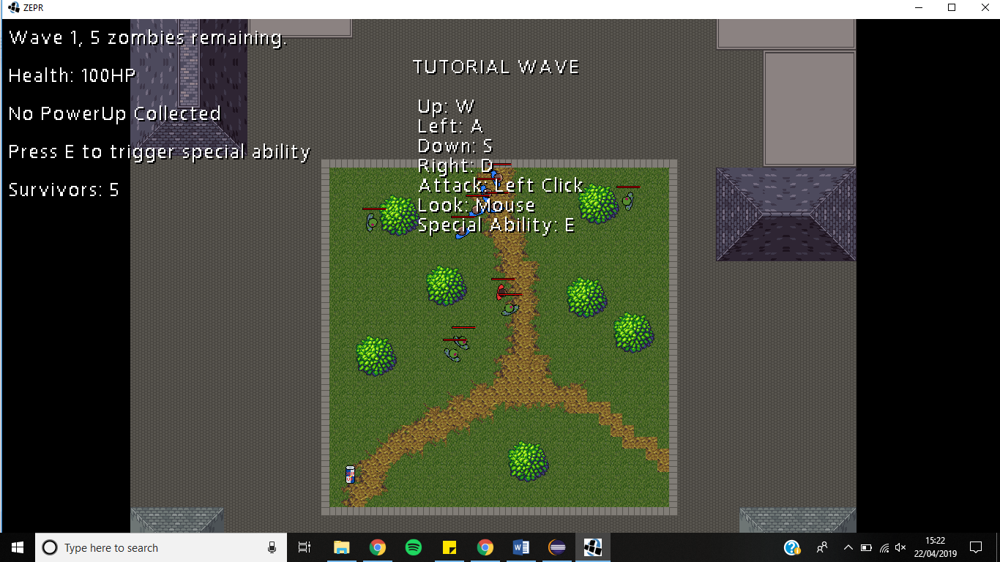 ZEPR
Wave 1, 5 zombies remaining.
Health: 100HP
No PowerUp Collected
Press E to trigger special ability
Survivors: 5
TUTORIAL WAVE
Up: W
Left: A
Down: S
Right: D
Attack: Left Click
Look: Mouse
Special Ability: E
Type here to search
15:22
22/04/2019